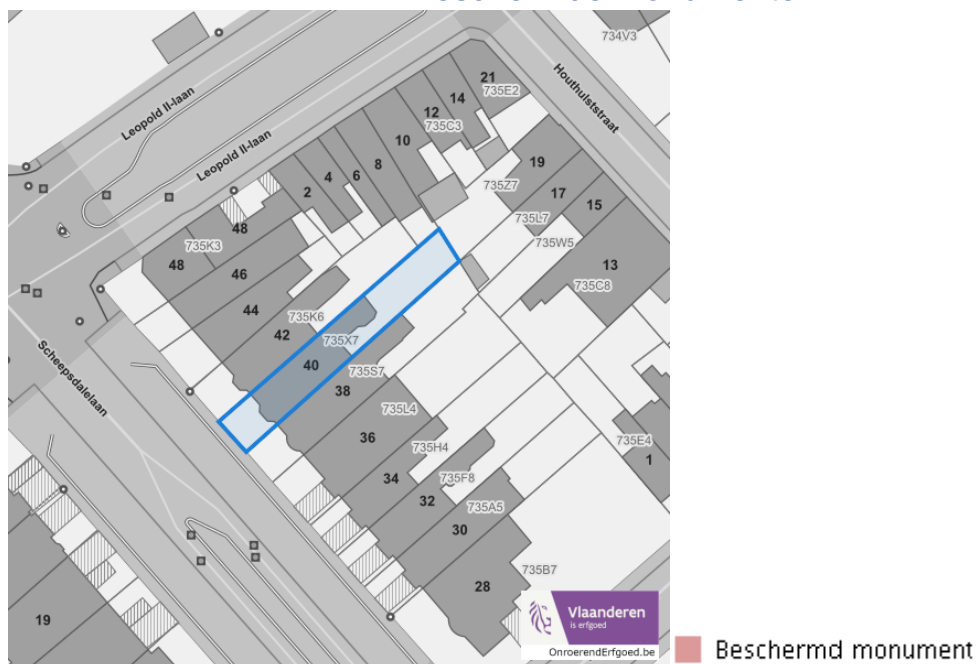 734V3
Leopold II-laan
Houthulststraat
21
735E2
14
12
735C3
10
Leopold II-laan
8
6
4
2
19
735Z7
17
735L7
15
735W5
13
735C8
48
735K3
48
46
44
735K6
42
735X7
40
735S7
38
Scheepsdalelaan
735L4
36
735H4
34
735F8
32
735A5
30
735E4
1
735B7
28
19
Vlaanderen
is erfgoed
OnroerendErfgoed.be
Beschermd monument